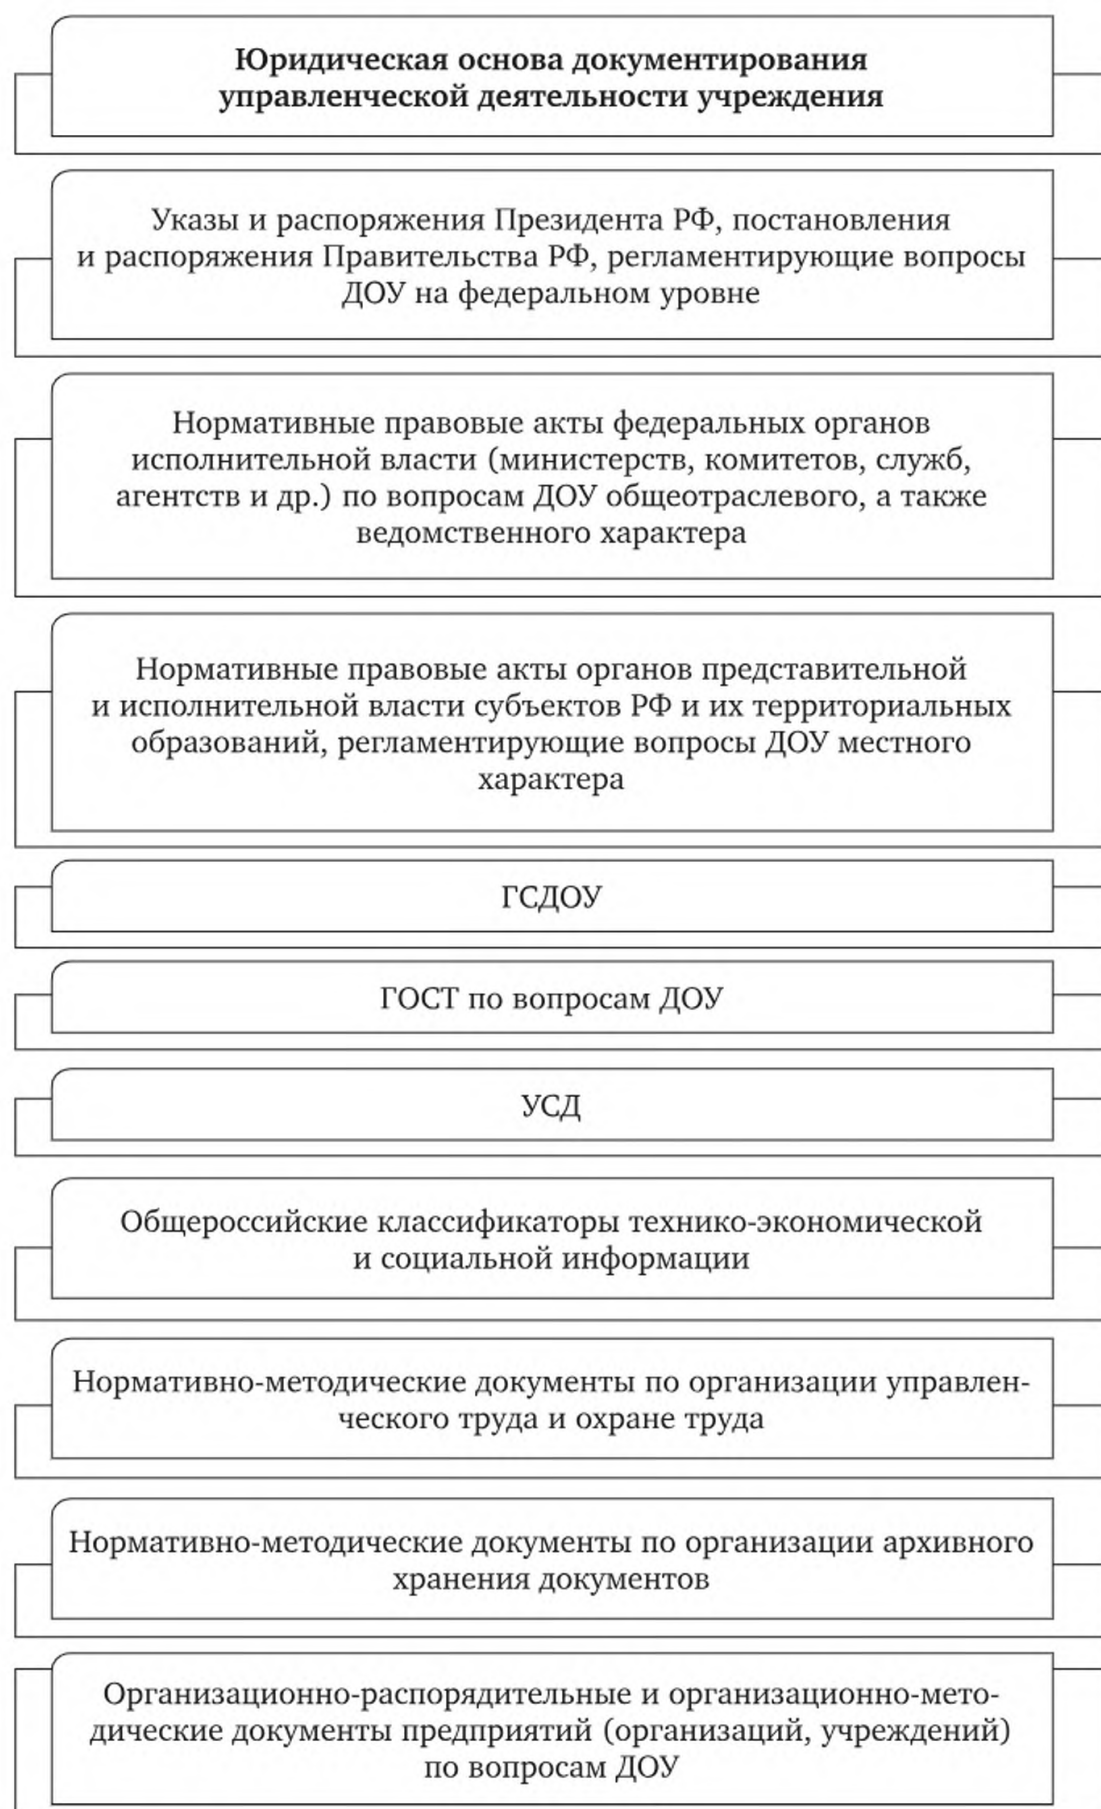 Юридическая основа документирования
управленческой деятельности учреждения
Указы и распоряжения Президента РФ, постановления
и распоряжения Правительства РФ, регламентирующие вопросы
ДОУ на федеральном уровне
Нормативные правовые акты федеральных органов
исполнительной власти (министерств, комитетов, служб,
агентств и др.) по вопросам ДОУ общеотраслевого, а также
ведомственного характера
Нормативные правовые акты органов представительной
и исполнительной власти субъектов РФ и их территориальных
образований, регламентирующие вопросы ДОУ местного
характера
ГСДОУ
ГОСТ по вопросам ДОУ
УСД
Общероссийские классификаторы технико-экономической
и социальной информации
Нормативно-методические документы по организации управлен-
ческого труда и охране труда
Нормативно-методические документы по организации архивного
хранения документов
Организационно-распорядительные и организационно-мето-
дические документы предприятий (организаций, учреждений)
по вопросам ДОУ